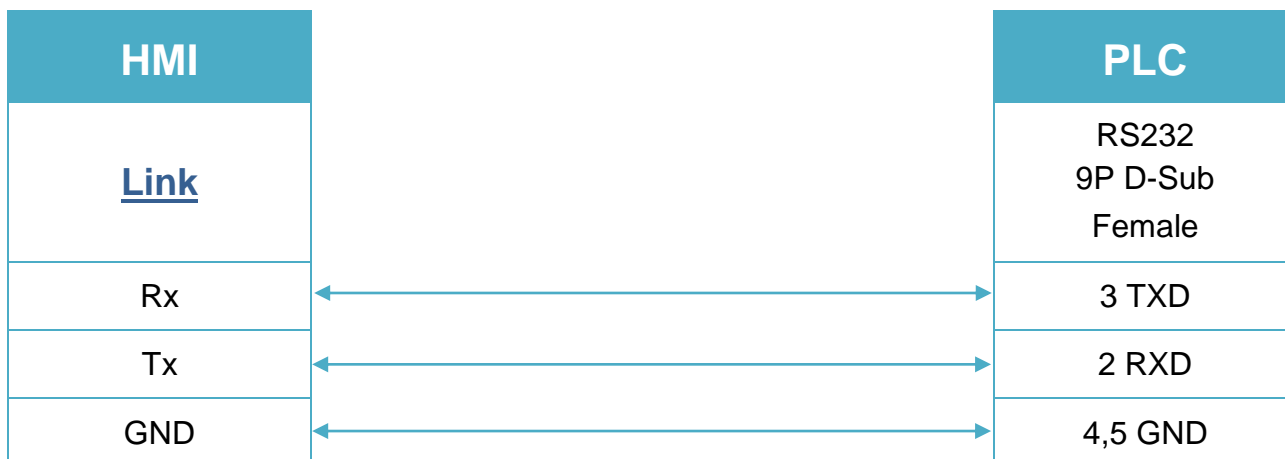 HMI PLC
Link
RS232
9P D-Sub
Female
Rx 3 TXD
Tx 2 RXD
GND 4,5 GND